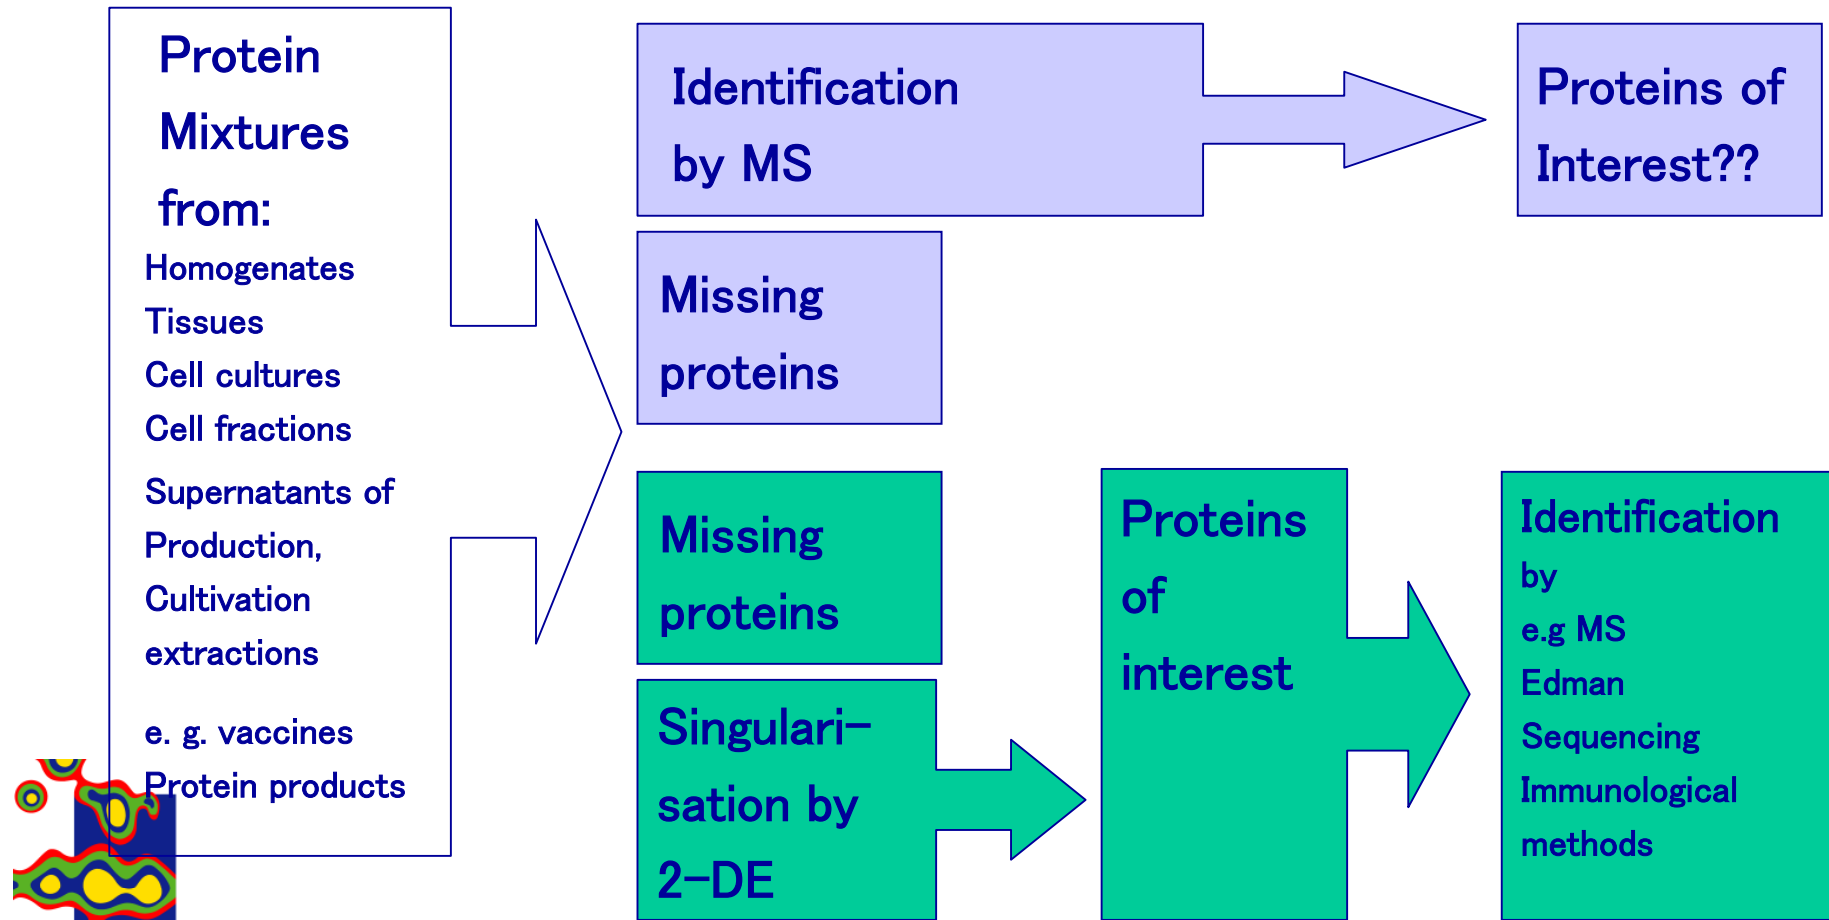 Protein
Mixtures
from:
Homogenates
Tissues
Cell cultures
Cell fractions
Supernatants of
Production,
Cultivation
extractions
e. g. vaccines
Protein products
Identification
by MS
Proteins of
Interest??
Missing
proteins
Missing
proteins
Singulari-
sation by
2-DE
Proteins
of
interest
Identification
by
e.g MS
Edman
Sequencing
Immunological
methods